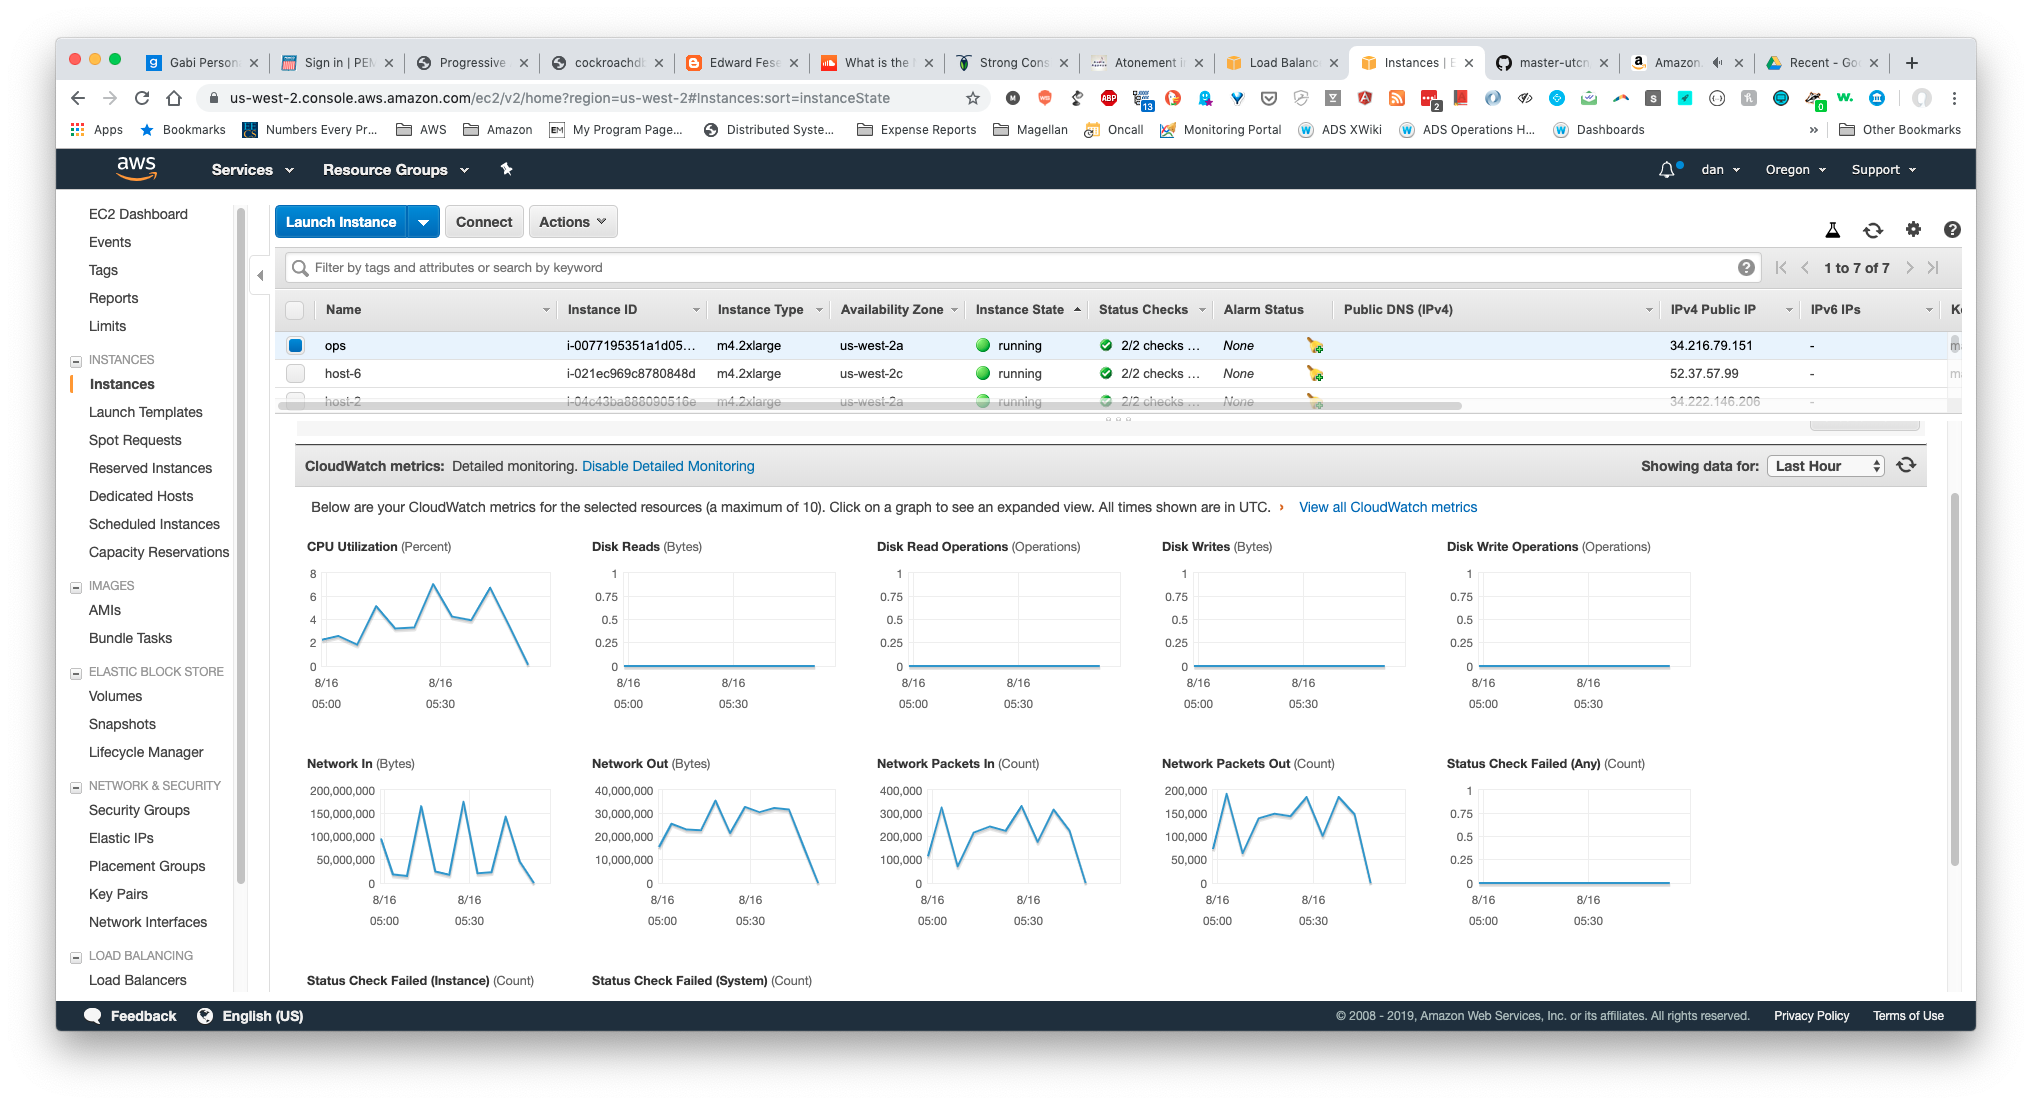 Gabi Person
Sign in | PEN
Progressive
cockroachdb
Edward Fese
What is the
Strong Cons
Atonement in
Load Balanc
Instances | E
master-utcn
Amazon.
Recent - Go
us-west-2.console.aws.amazon.com/ec2/v2/home?region=us-west-2#Instances:sort=instanceState
ABP 13 2 0
Apps Bookmarks Numbers Every Pr... AWS Amazon EM My Program Page... Distributed Syste... Expense Reports Magellan Oncall Monitoring Portal ADS XWiki ADS Operations H... Dashboards » Other Bookmarks
aws Services Resource Groups dan Oregon Support
EC2 Dashboard
Events
Tags
Reports
Limits
INSTANCES
Instances
Launch Templates
Spot Requests
Reserved Instances
Dedicated Hosts
Scheduled Instances
Capacity Reservations
IMAGES
AMIs
Bundle Tasks
ELASTIC BLOCK STORE
Volumes
Snapshots
Lifecycle Manager
NETWORK & SECURITY
Security Groups
Elastic IPs
Placement Groups
Key Pairs
Network Interfaces
LOAD BALANCING
Load Balancers
Launch Instance Connect Actions
Filter by tags and attributes or search by keyword
1 to 7 of 7
Name Instance ID Instance Type Availability Zone Instance State Status Checks Alarm Status Public DNS (IPv4) IPv4 Public IP IPv6 IPs Ke
ops i-0077195351a1d05... m4.2xlarge us-west-2a running 2/2 checks ... None 34.216.79.151 - m
host-6 i-021ec969c8780848d m4.2xlarge us-west-2c running 2/2 checks ... None 52.37.57.99 - m
host-2 i-04c43ba888090516e m4.2xlarge us-west-2a running 2/2 checks ... None 34.222.146.206 -
CloudWatch metrics: Detailed monitoring. Disable Detailed Monitoring Showing data for: Last Hour
Below are your CloudWatch metrics for the selected resources (a maximum of 10). Click on a graph to see an expanded view. All times shown are in UTC. › View all CloudWatch metrics
CPU Utilization (Percent)
8
6
4
2
0
8/16 8/16
05:00 05:30
Disk Reads (Bytes)
1
0.75
0.5
0.25
0
8/16 8/16
05:00 05:30
Disk Read Operations (Operations)
1
0.75
0.5
0.25
0
8/16 8/16
05:00 05:30
Disk Writes (Bytes)
1
0.75
0.5
0.25
0
8/16 8/16
05:00 05:30
Disk Write Operations (Operations)
1
0.75
0.5
0.25
0
8/16 8/16
05:00 05:30
Network In (Bytes)
200,000,000
150,000,000
100,000,000
50,000,000
0
8/16 8/16
05:00 05:30
Network Out (Bytes)
40,000,000
30,000,000
20,000,000
10,000,000
0
8/16 8/16
05:00 05:30
Network Packets In (Count)
400,000
300,000
200,000
100,000
0
8/16 8/16
05:00 05:30
Network Packets Out (Count)
200,000
150,000
100,000
50,000
0
8/16 8/16
05:00 05:30
Status Check Failed (Any) (Count)
1
0.75
0.5
0.25
0
8/16 8/16
05:00 05:30
Status Check Failed (Instance) (Count)
Status Check Failed (System) (Count)
Feedback English (US) © 2008 - 2019, Amazon Web Services, Inc. or its affiliates. All rights reserved. Privacy Policy Terms of Use